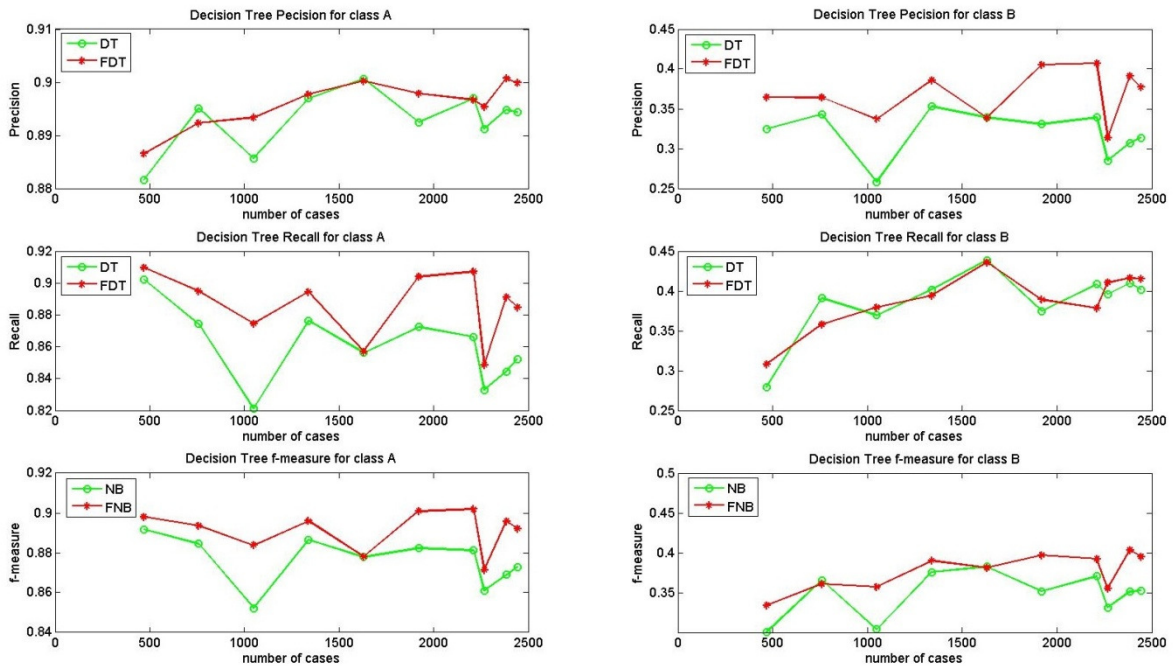 Decision Tree Pecision for class A
0.91
0.9
0.89
0.88
Precision
DT
FDT
0 500 1000 1500 2000 2500
number of cases
Decision Tree Pecision for class B
0.45
0.4
0.35
0.3
0.25
Precision
DT
FDT
0 500 1000 1500 2000 2500
number of cases
Decision Tree Recall for class A
0.92
0.9
0.88
0.86
0.84
0.82
Recall
DT
FDT
0 500 1000 1500 2000 2500
number of cases
Decision Tree Recall for class B
0.45
0.4
0.35
0.3
0.25
Recall
DT
FDT
0 500 1000 1500 2000 2500
number of cases
Decision Tree f-measure for class A
0.92
0.9
0.88
0.86
0.84
f-measure
NB
FNB
0 500 1000 1500 2000 2500
number of cases
Decision Tree f-measure for class B
0.5
0.45
0.4
0.35
f-measure
NB
FNB
0 500 1000 1500 2000 2500
number of cases